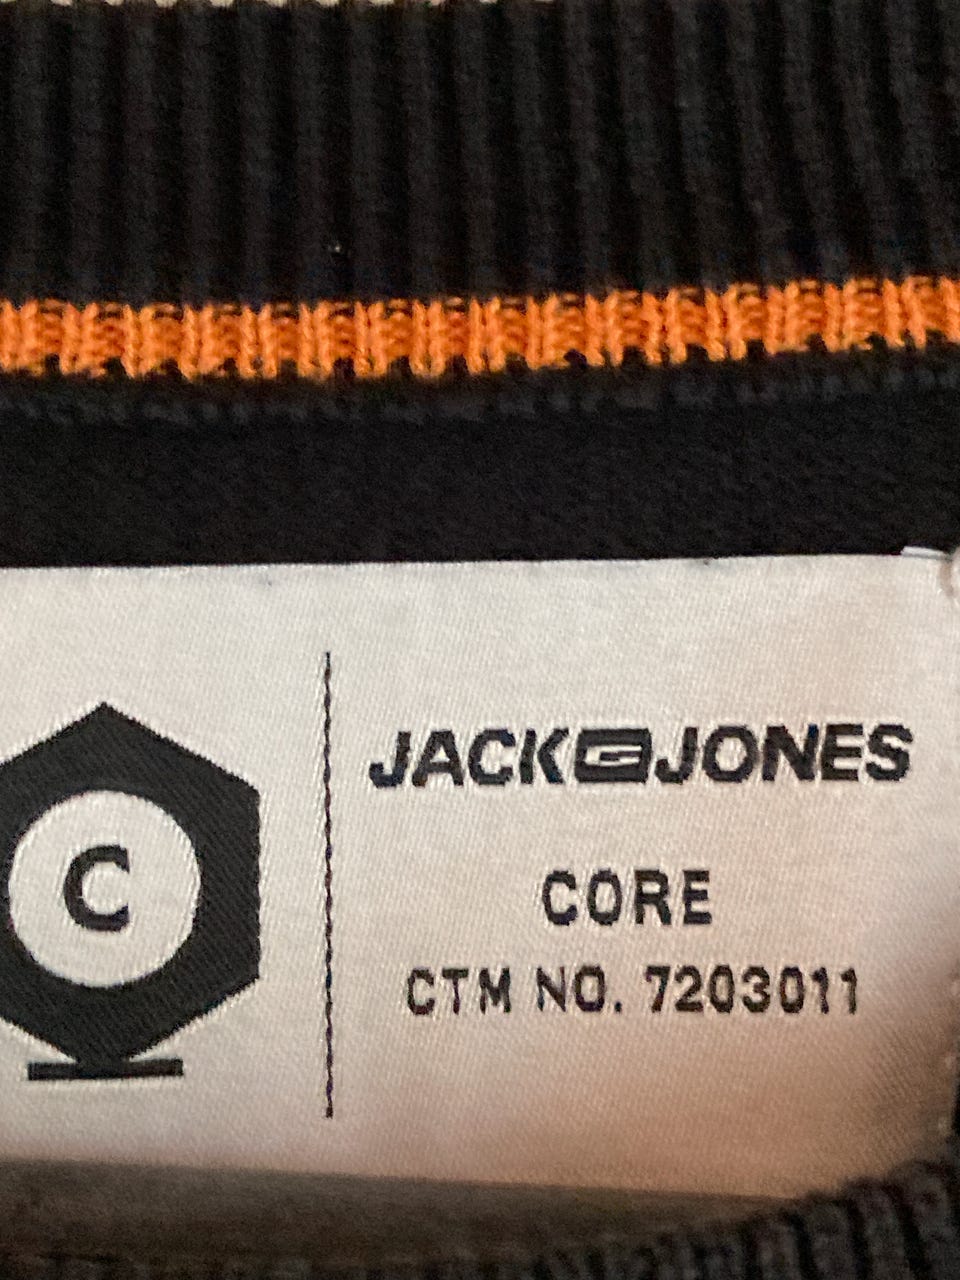 C
JACK&JONES
CORE
CTM NO. 7203011